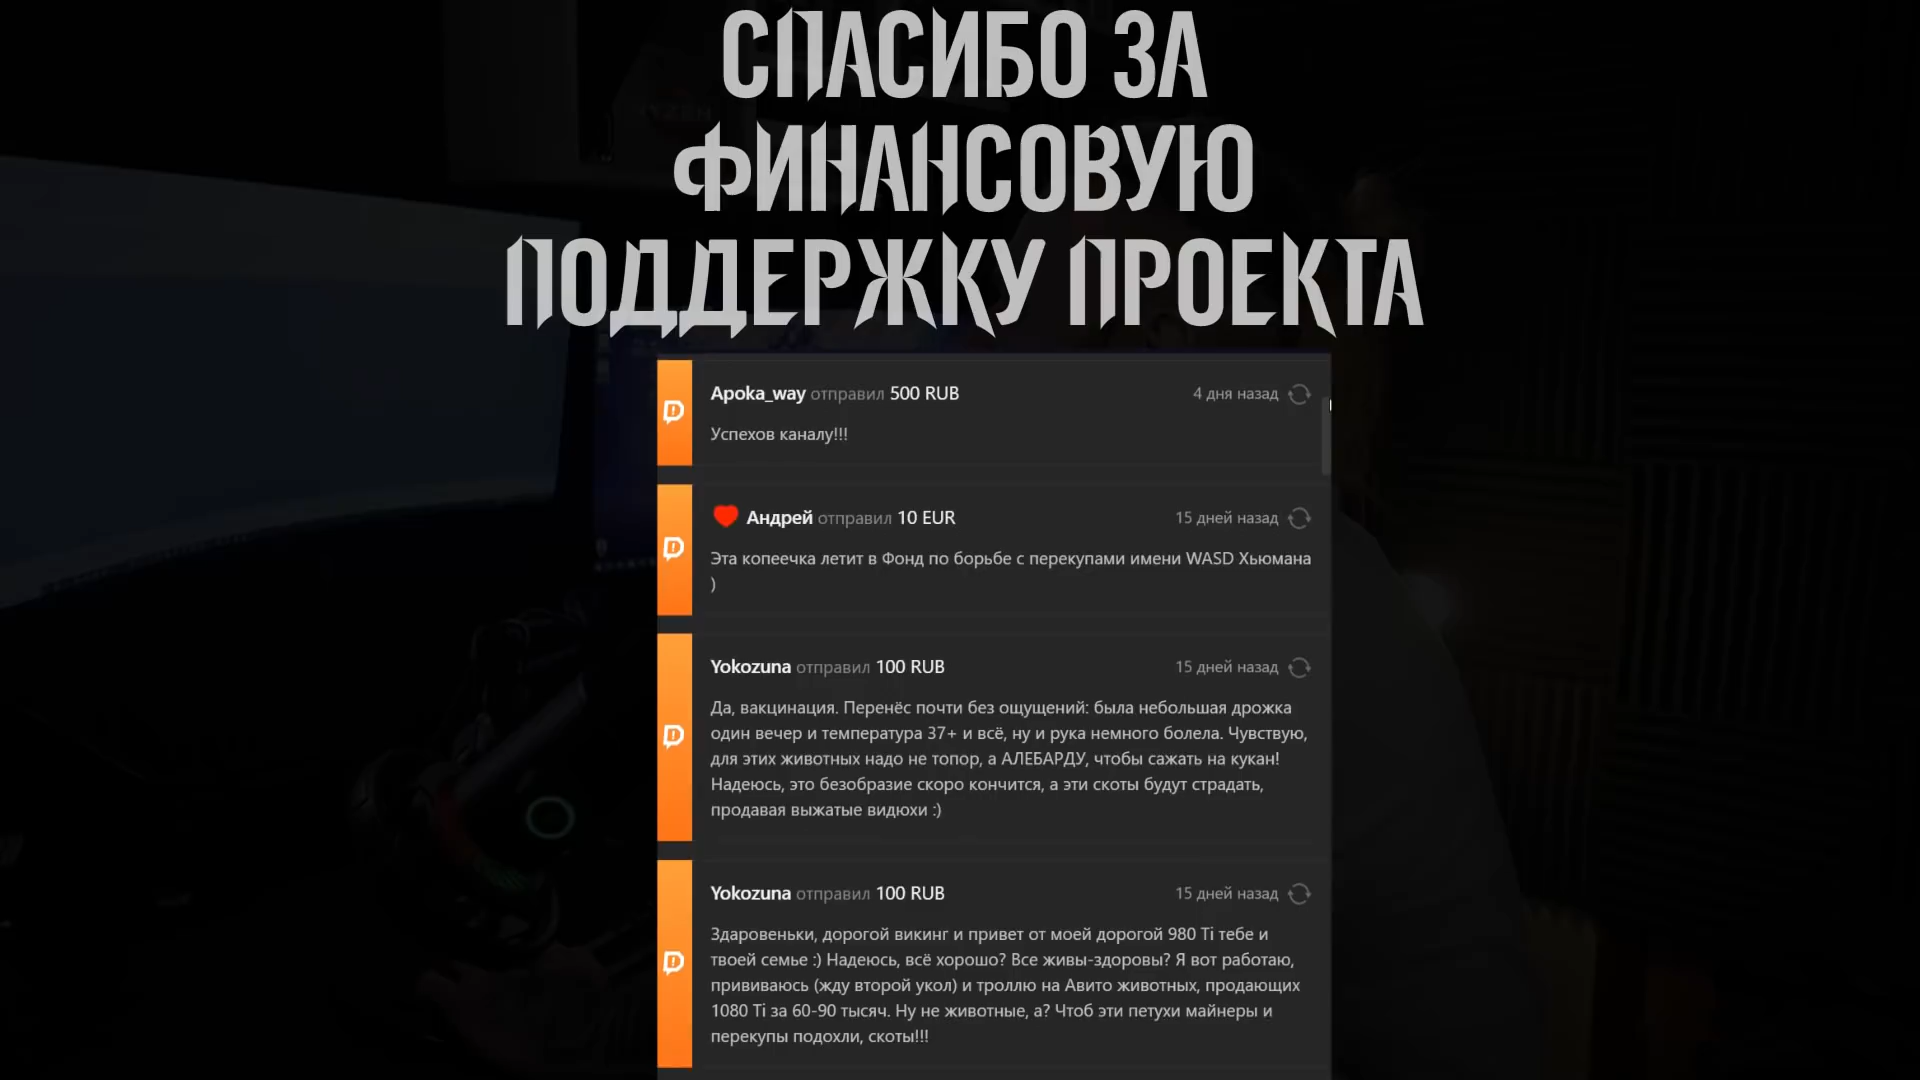 СПАСИБО ЗА
ФИНАНСОВУЮ
ПОДДЕРЖКУ ПРОЕКТА
Apoka_way отправил 500 RUB 4 дня назад
Успехов каналу!!!
Андрей отправил 10 EUR 15 дней назад
Эта копеечка летит в Фонд по борьбе с перекупами имени WASD Хьюмана
)
Yokozuna отправил 100 RUB 15 дней назад
Да, вакцинация. Перенёс почти без ощущений: была небольшая дрожка
один вечер и температура 37+ и всё, ну и рука немного болела. Чувствую,
для этих животных надо не топор, а АЛЕБАРДУ, чтобы сажать на кукан!
Надеюсь, это безобразие скоро кончится, а эти скоты будут страдать,
продавая выжатые видюхи :)
Yokozuna отправил 100 RUB 15 дней назад
Здаровеньки, дорогой викинг и привет от моей дорогой 980 Ti тебе и
твоей семье :) Надеюсь, всё хорошо? Все живы-здоровы? Я вот работаю,
прививаюсь (жду второй укол) и троллю на Авито животных, продающих
1080 Ti за 60-90 тысяч. Ну не животные, а? Чтоб эти петухи майнеры и
перекупы подохли, скоты!!!